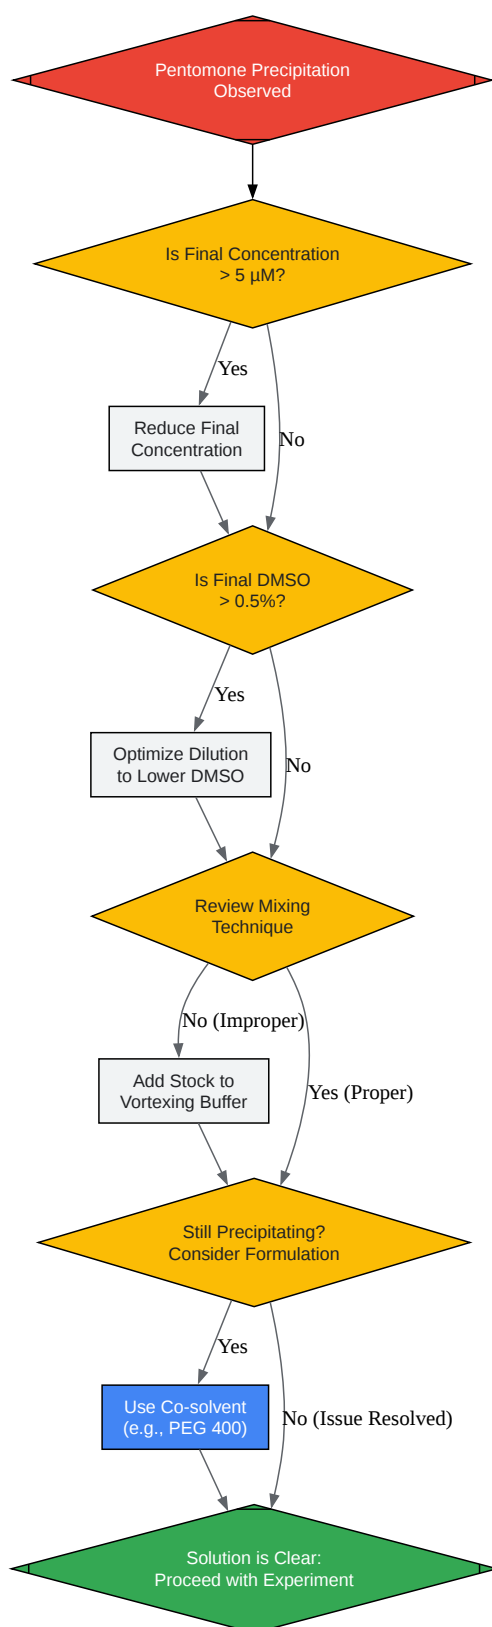 Pentomone Precipitation
Observed
Is Final Concentration
> 5 µM?
Yes
No
Reduce Final
Concentration
Is Final DMSO
> 0.5%?
Yes
No
Optimize Dilution
to Lower DMSO
Review Mixing
Technique
No (Improper)
Yes (Proper)
Add Stock to
Vortexing Buffer
Still Precipitating?
Consider Formulation
Yes
No (Issue Resolved)
Use Co-solvent
(e.g., PEG 400)
Solution is Clear:
Proceed with Experiment